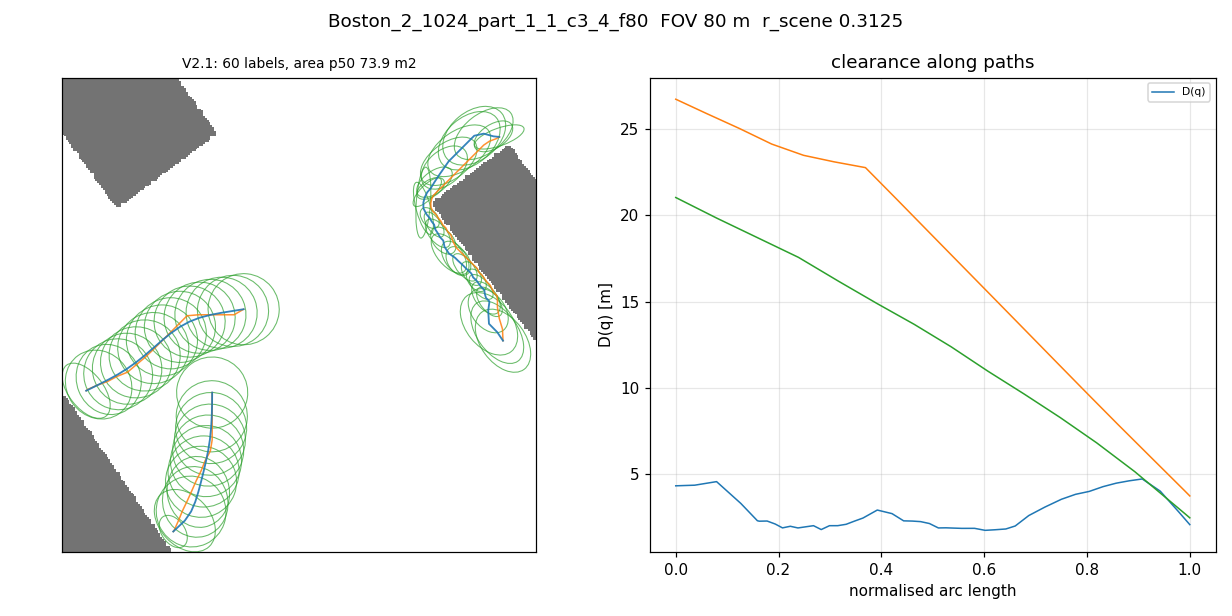 Boston_2_1024_part_1_1_c3_4_f80  FOV 80 m  r_scene 0.3125
V2.1: 60 labels, area p50 73.9 m2
clearance along paths
D(q)
D(q) [m]
25
20
15
10
5
0.0
0.2
0.4
0.6
0.8
1.0
normalised arc length